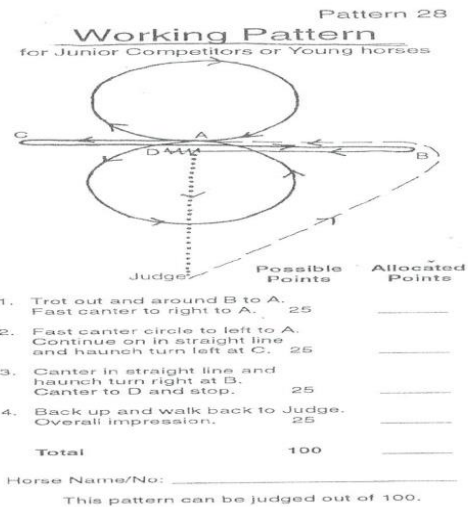 Pattern 28
Working Pattern
for Junior Competitors or Young horses
C
A
D
B
Judge
Possible Points
Allocated Points
1. Trot out and around B to A.
Fast canter to right to A. 25
2. Fast canter circle to left to A.
Continue on in straight line
and haunch turn left at C. 25
3. Canter in straight line and
haunch turn right at B.
Canter to D and stop. 25
4. Back up and walk back to Judge.
Overall impression. 25
Total 100
Horse Name/No:
This pattern can be judged out of 100.